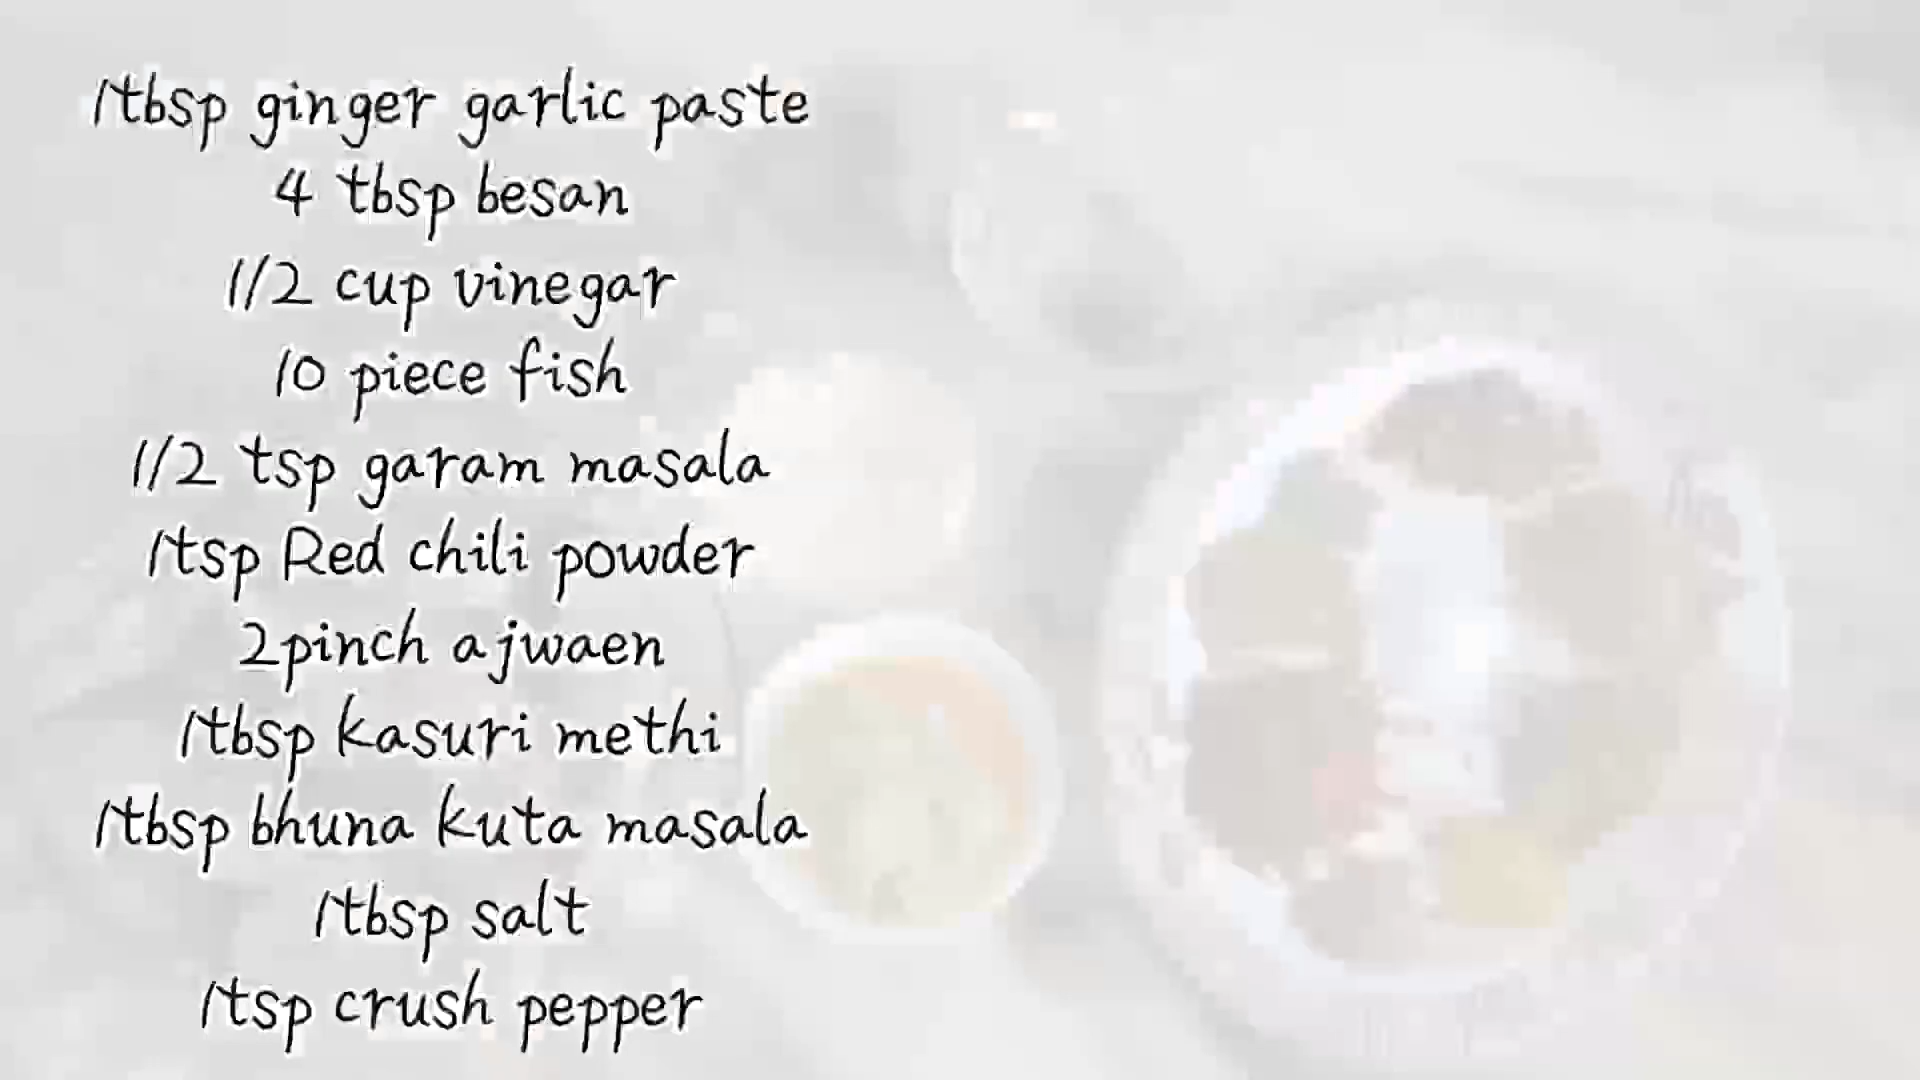 1tbsp ginger garlic paste
4 tbsp besan
1/2 cup vinegar
10 piece fish
1/2 tsp garam masala
1tsp Red chili powder
2pinch ajwaen
1tbsp kasuri methi
1tbsp bhuna kuta masala
1tbsp salt
1tsp crush pepper